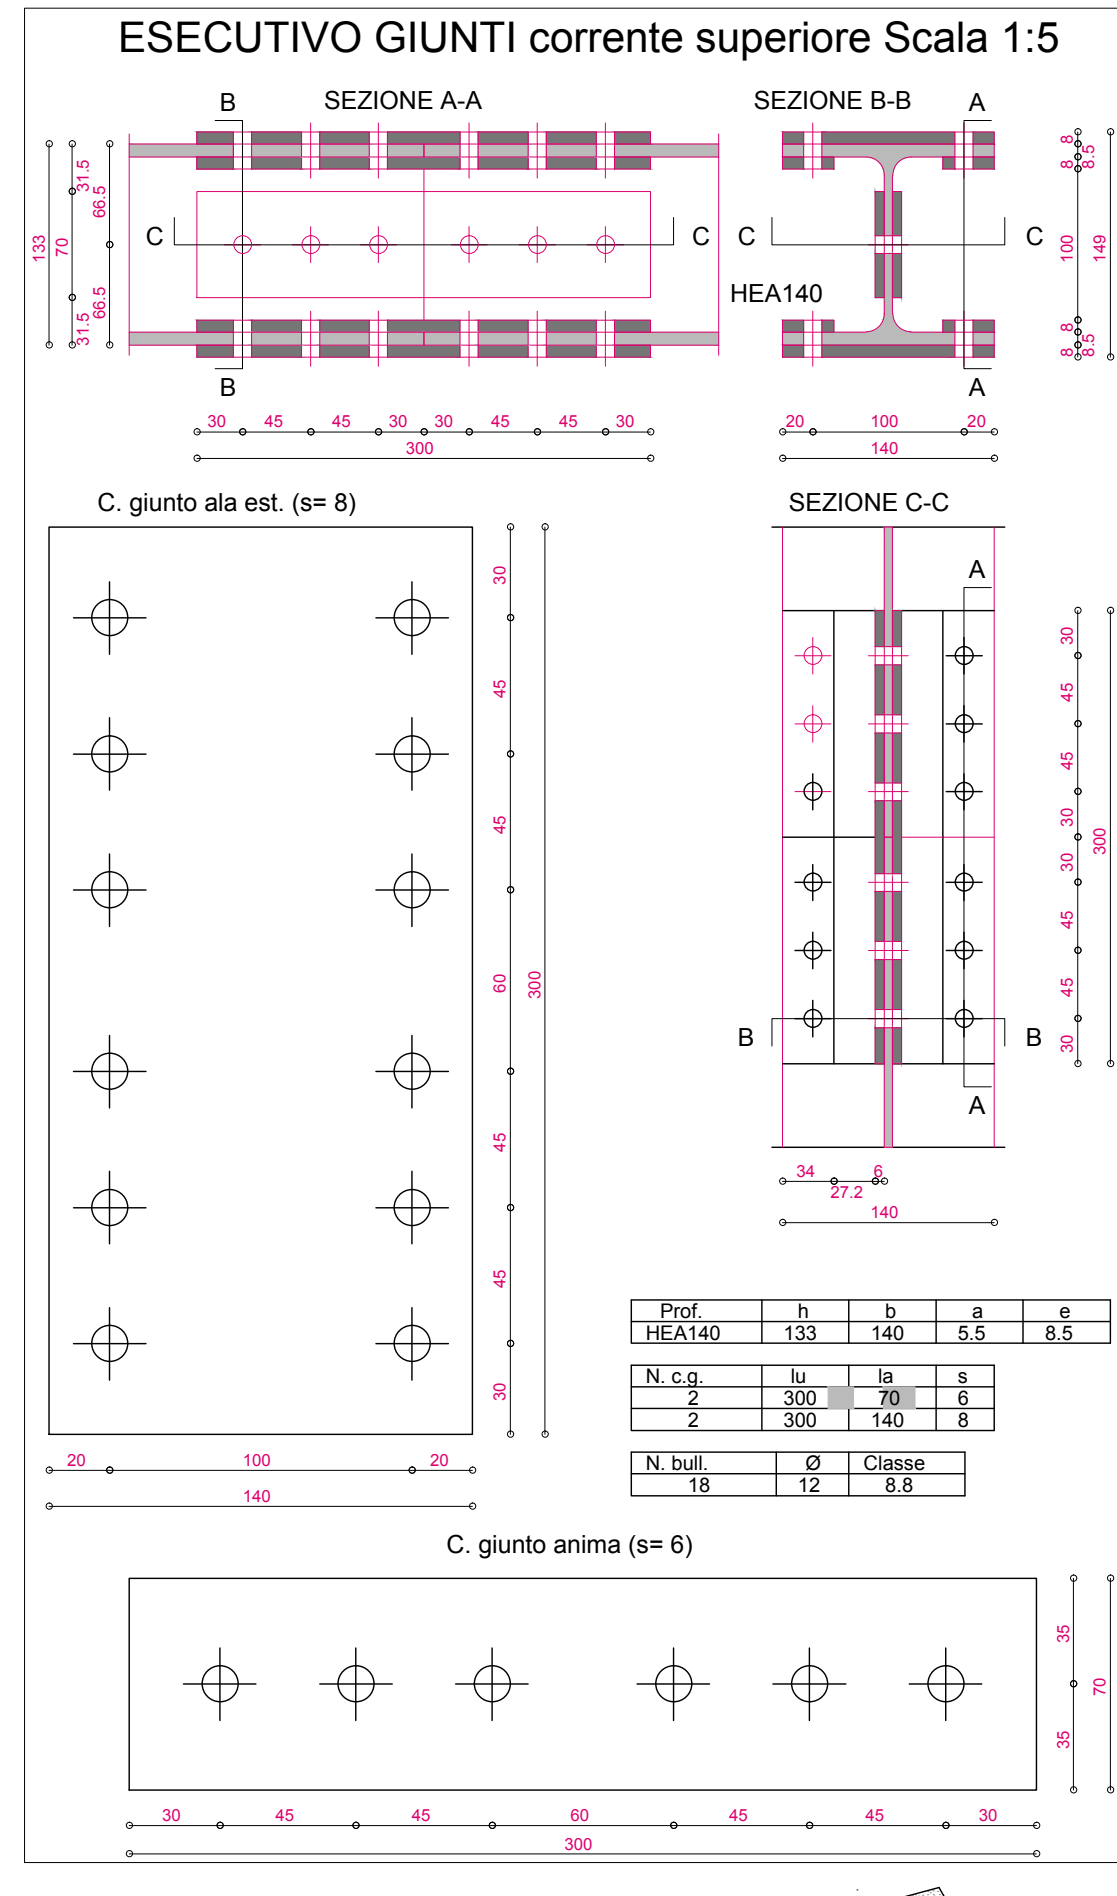 ESECUTIVO GIUNTI corrente superiore Scala 1:5
SEZIONE A-A
SEZIONE B-B
B
A
133
70
31.5
31.5
66.5
66.5
C
C
B
30 45 45 30 30 45 45 30
300
C
C
HEA140
A
8
8.5
8
100
8
8.5
8
149
20 100 20
140
C. giunto ala est. (s= 8)
30
45
45
60
45
45
30
300
20 100 20
140
SEZIONE C-C
A
B
B
A
30
45
45
30
30
45
45
30
300
34
27.2
6
140
Prof. h b a e
HEA140 133 140 5.5 8.5
N. c.g. lu la s
2 300 70 6
2 300 140 8
N. bull. Ø Classe
18 12 8.8
C. giunto anima (s= 6)
35
35
70
30 45 45 60 45 45 30
300